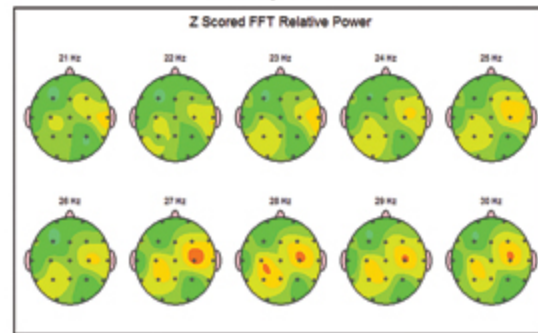 Z Scored FFT Relative Power
21 Hz 22 Hz 23 Hz 24 Hz 25 Hz
26 Hz 27 Hz 28 Hz 29 Hz 30 Hz